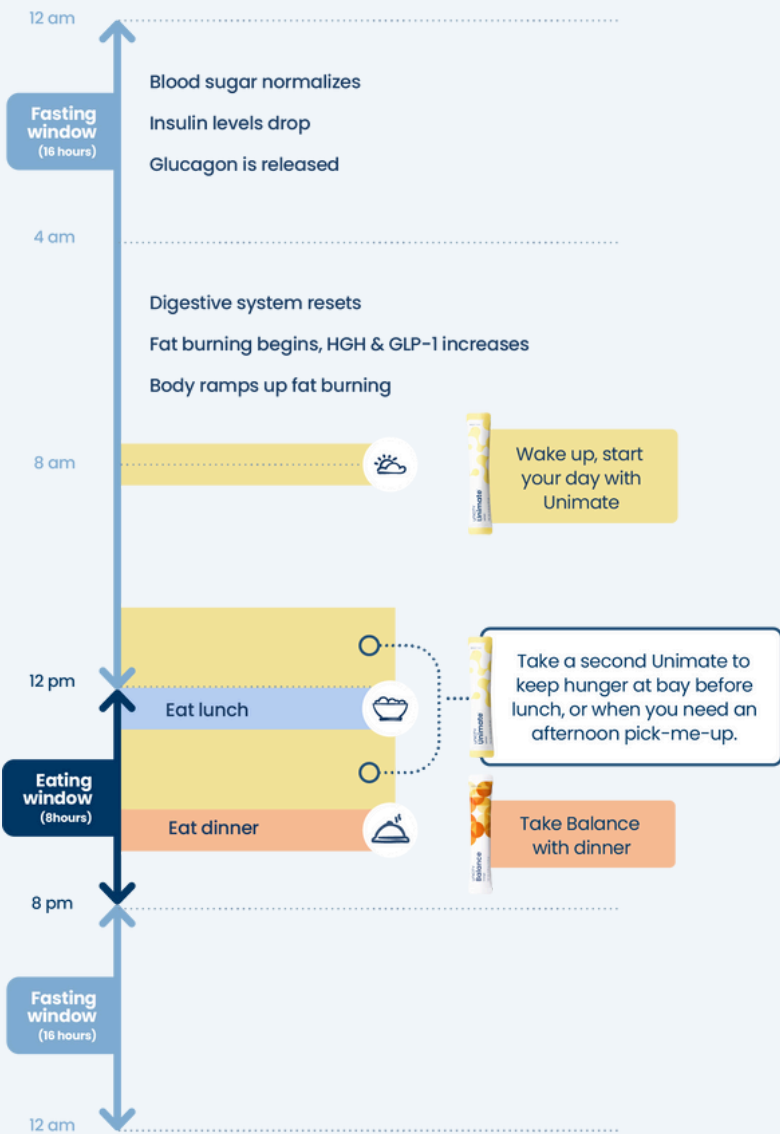 12 am
Blood sugar normalizes
Fasting
window
(16 hours)
Insulin levels drop
Glucagon is released
4 am
Digestive system resets
Fat burning begins, HGH & GLP-1 increases
Body ramps up fat burning
8 am
Wake up, start
your day with
Unimate
Unimate
12 pm
Take a second Unimate to
keep hunger at bay before
lunch, or when you need an
afternoon pick-me-up.
Unimate
Eat lunch
Eating
window
(8hours)
Eat dinner
Take Balance
with dinner
Balance
8 pm
Fasting
window
(16 hours)
12 am